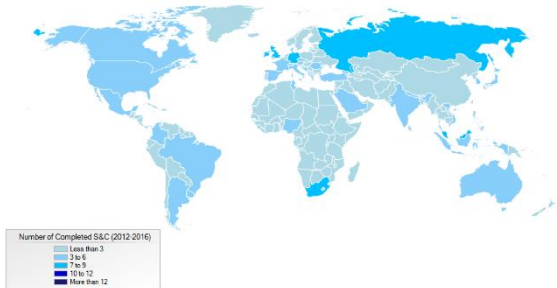 Number of Completed S&C (2012-2016)
Less than 3
3 to 6
7 to 9
10 to 12
More than 12